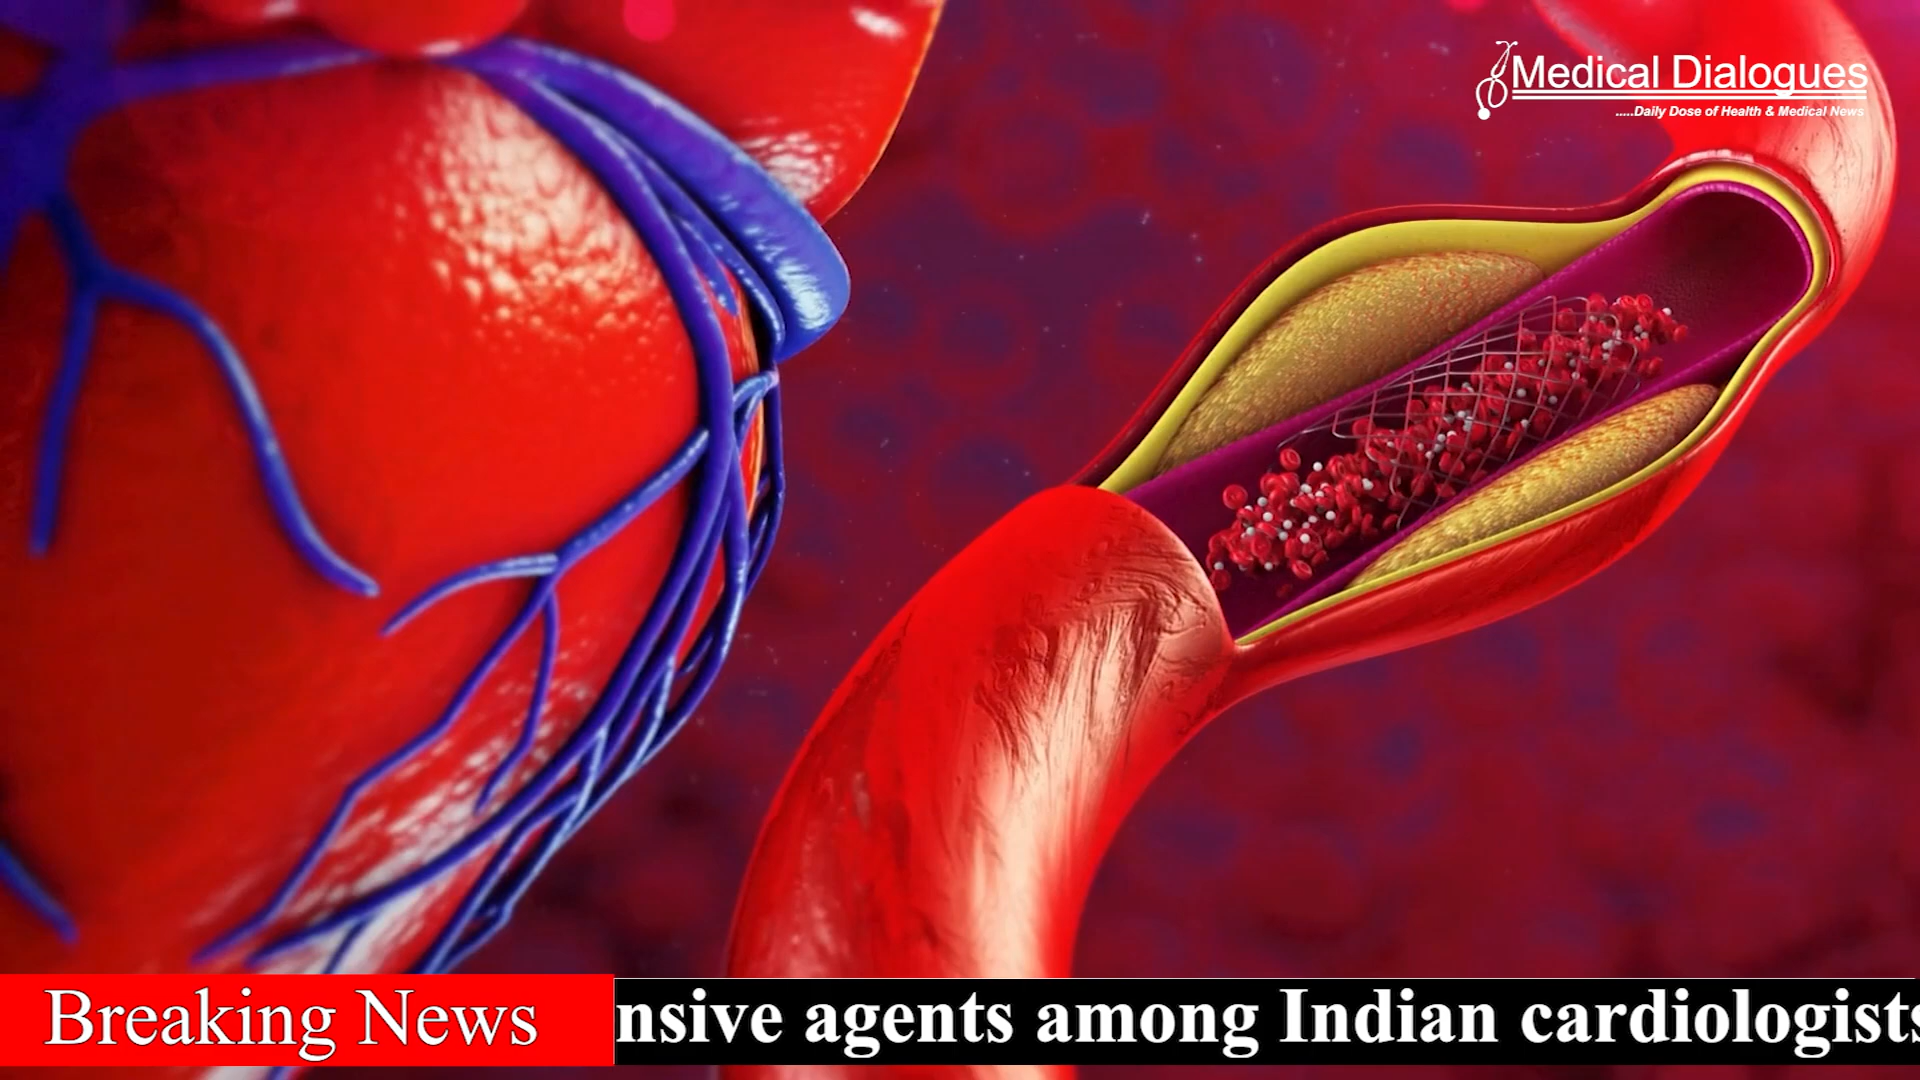 Medical Dialogues
.....Daily Dose of Health & Medical News
Breaking News
nsive agents among Indian cardiologists